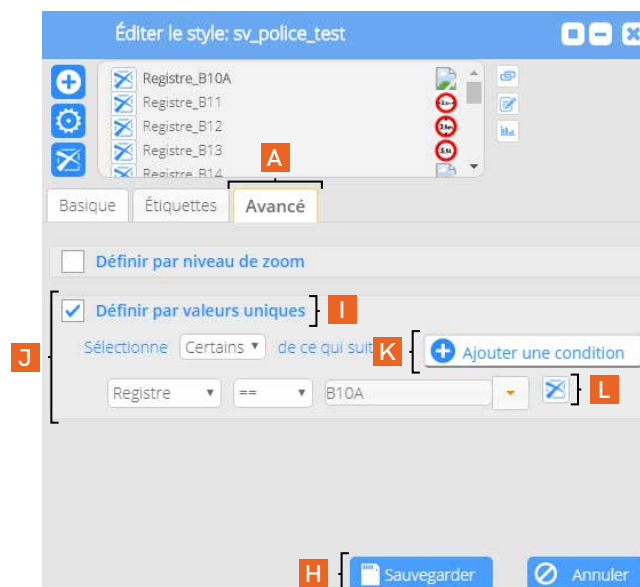 Éditer le style: sv_police_test
Registre_B10A
Registre_B11
Registre_B12
Registre_B13
Registre_B14
A
Basique Étiquettes Avancé
Définir par niveau de zoom
Définir par valeurs uniques I
J
Sélectionne Certains de ce qui suit K Ajouter une condition
Registre == B10A L
H Sauvegarder Annuler